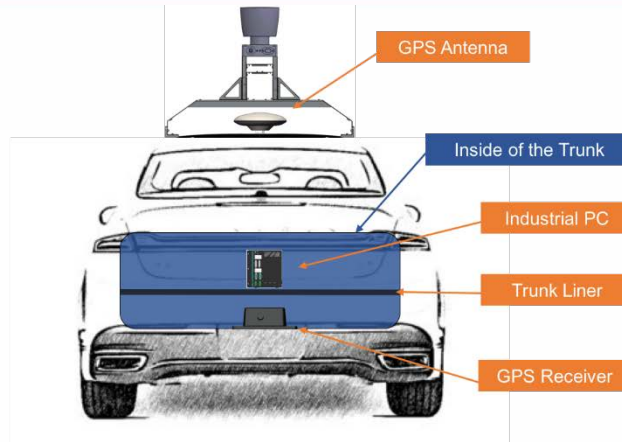 GPS Antenna
Inside of the Trunk
Industrial PC
Trunk Liner
GPS Receiver